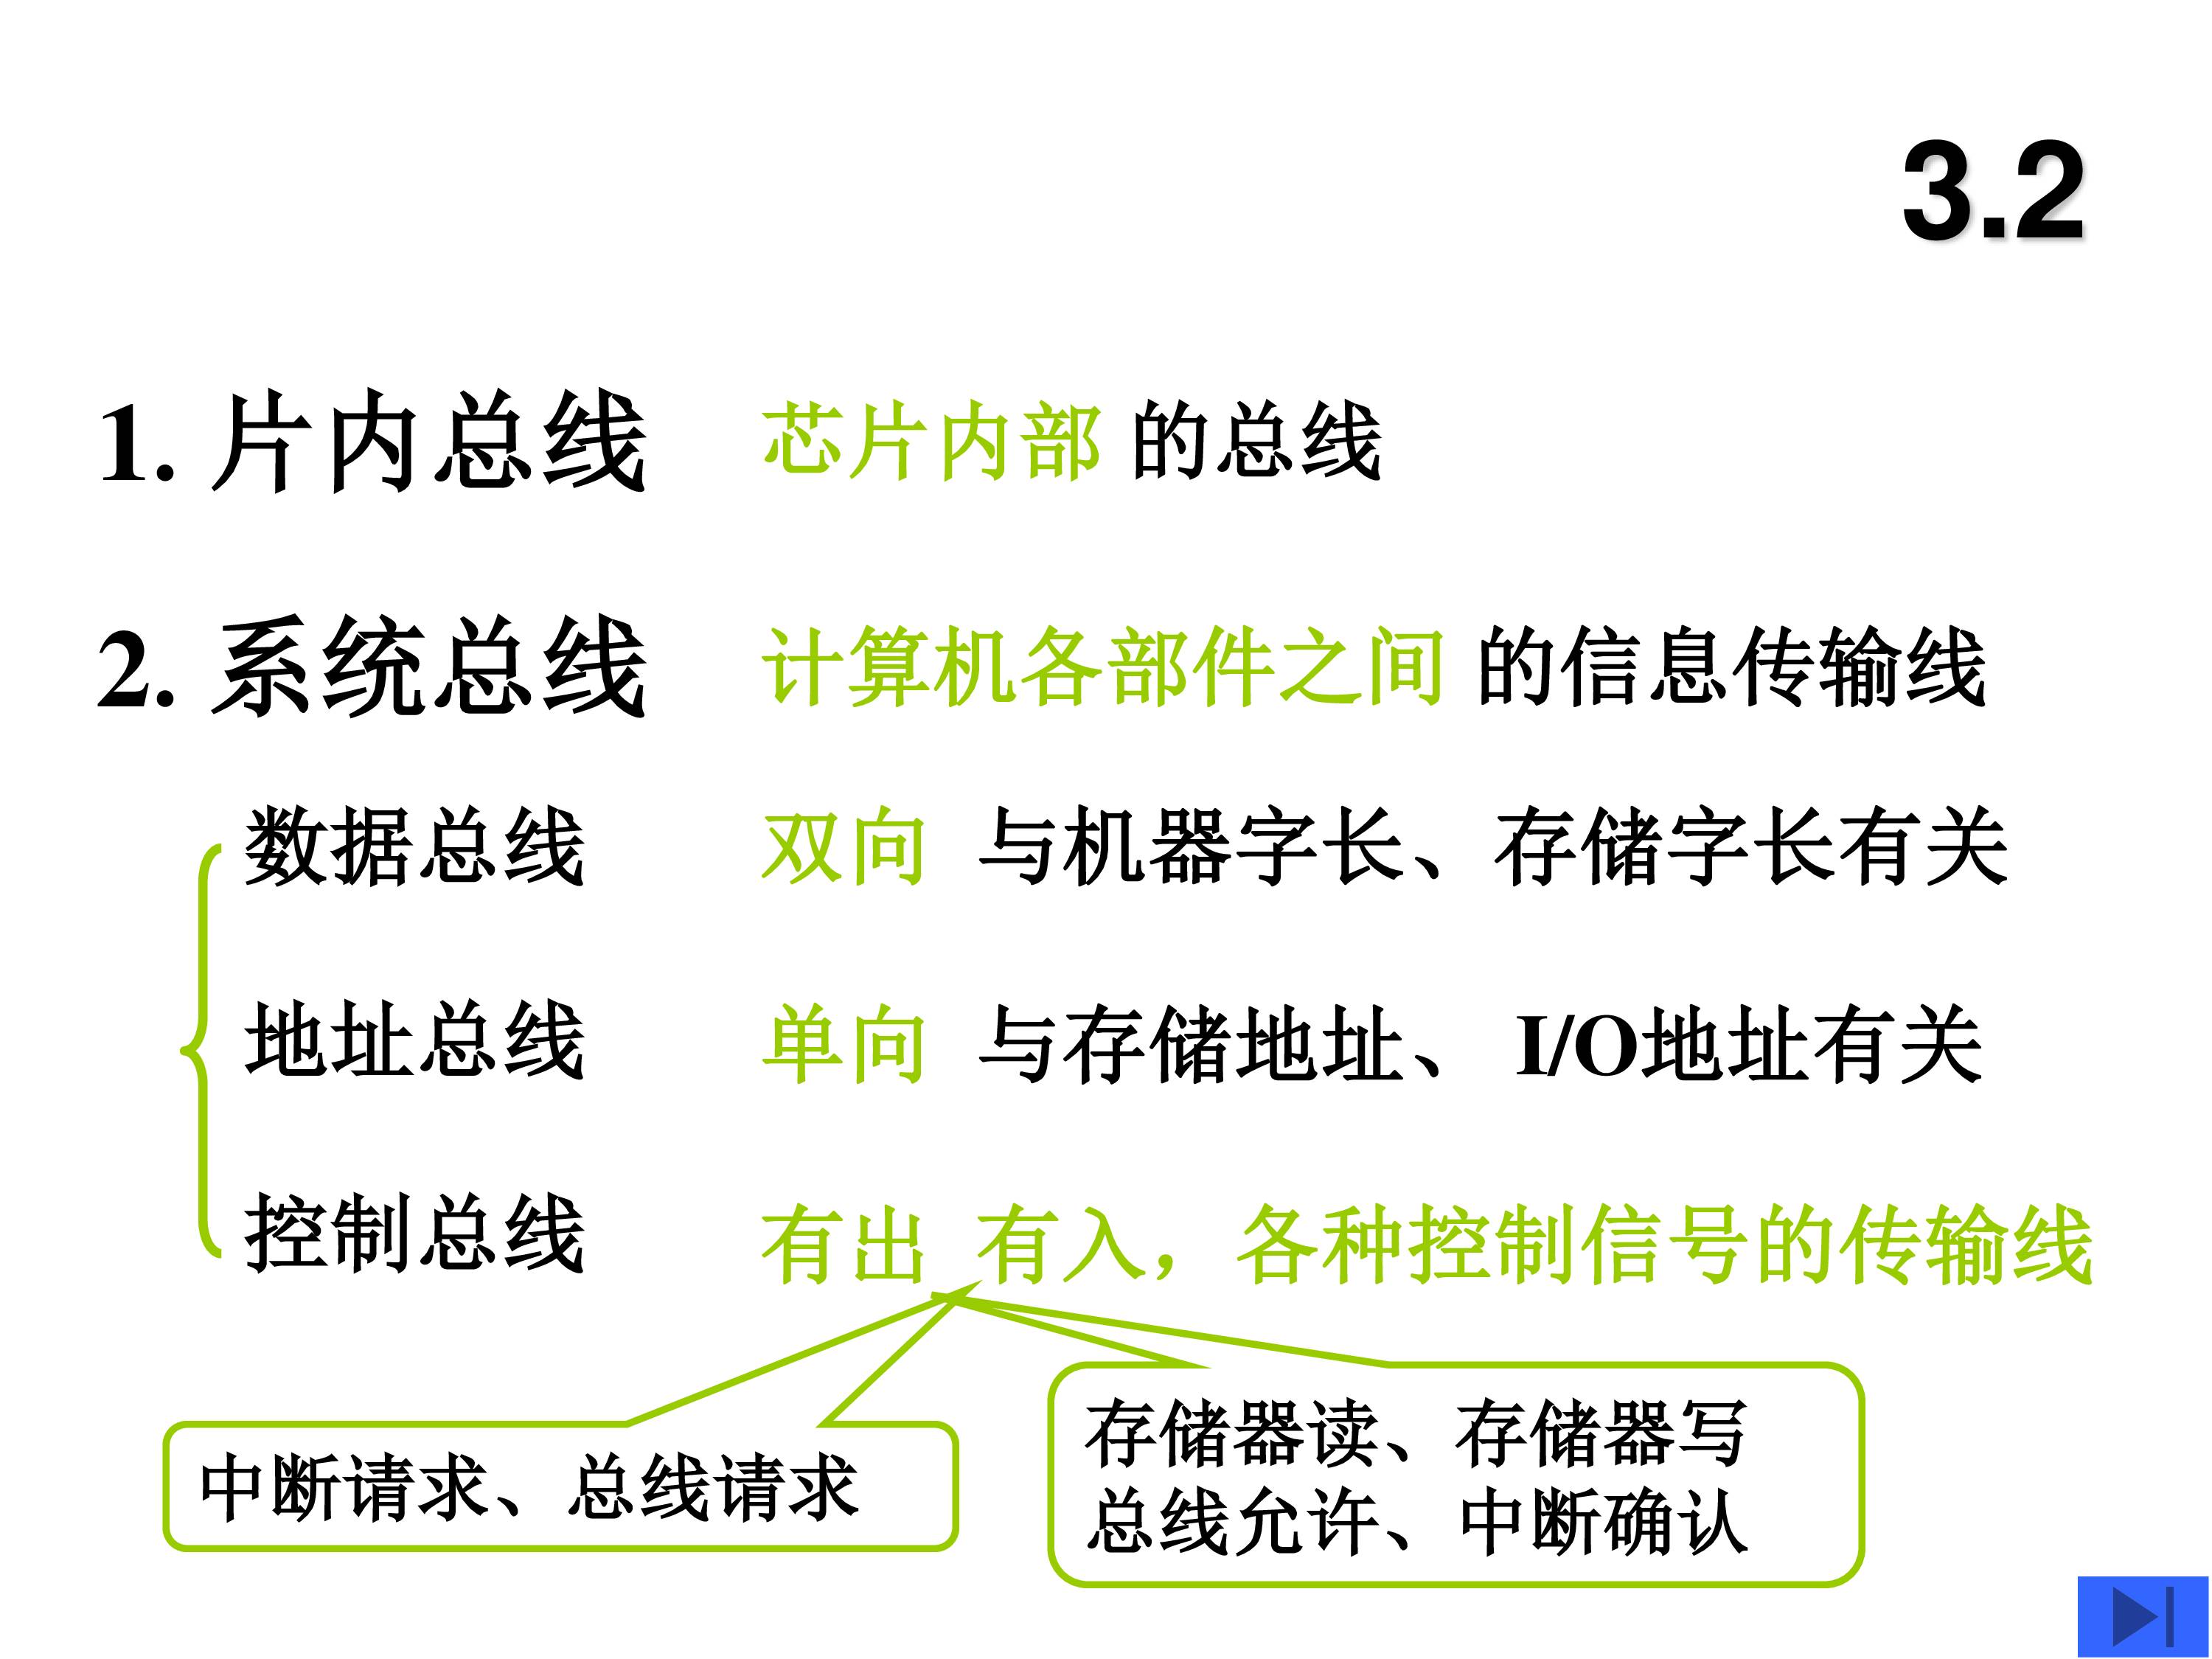 3.2
1. 片内总线 芯片内部 的总线
2. 系统总线 计算机各部件之间 的信息传输线
数据总线 双向 与机器字长、存储字长有关
地址总线 单向 与存储地址、 I/O地址有关
控制总线 有出 有入，各种控制信号的传输线
中断请求、总线请求
存储器读、存储器写
总线允许、中断确认